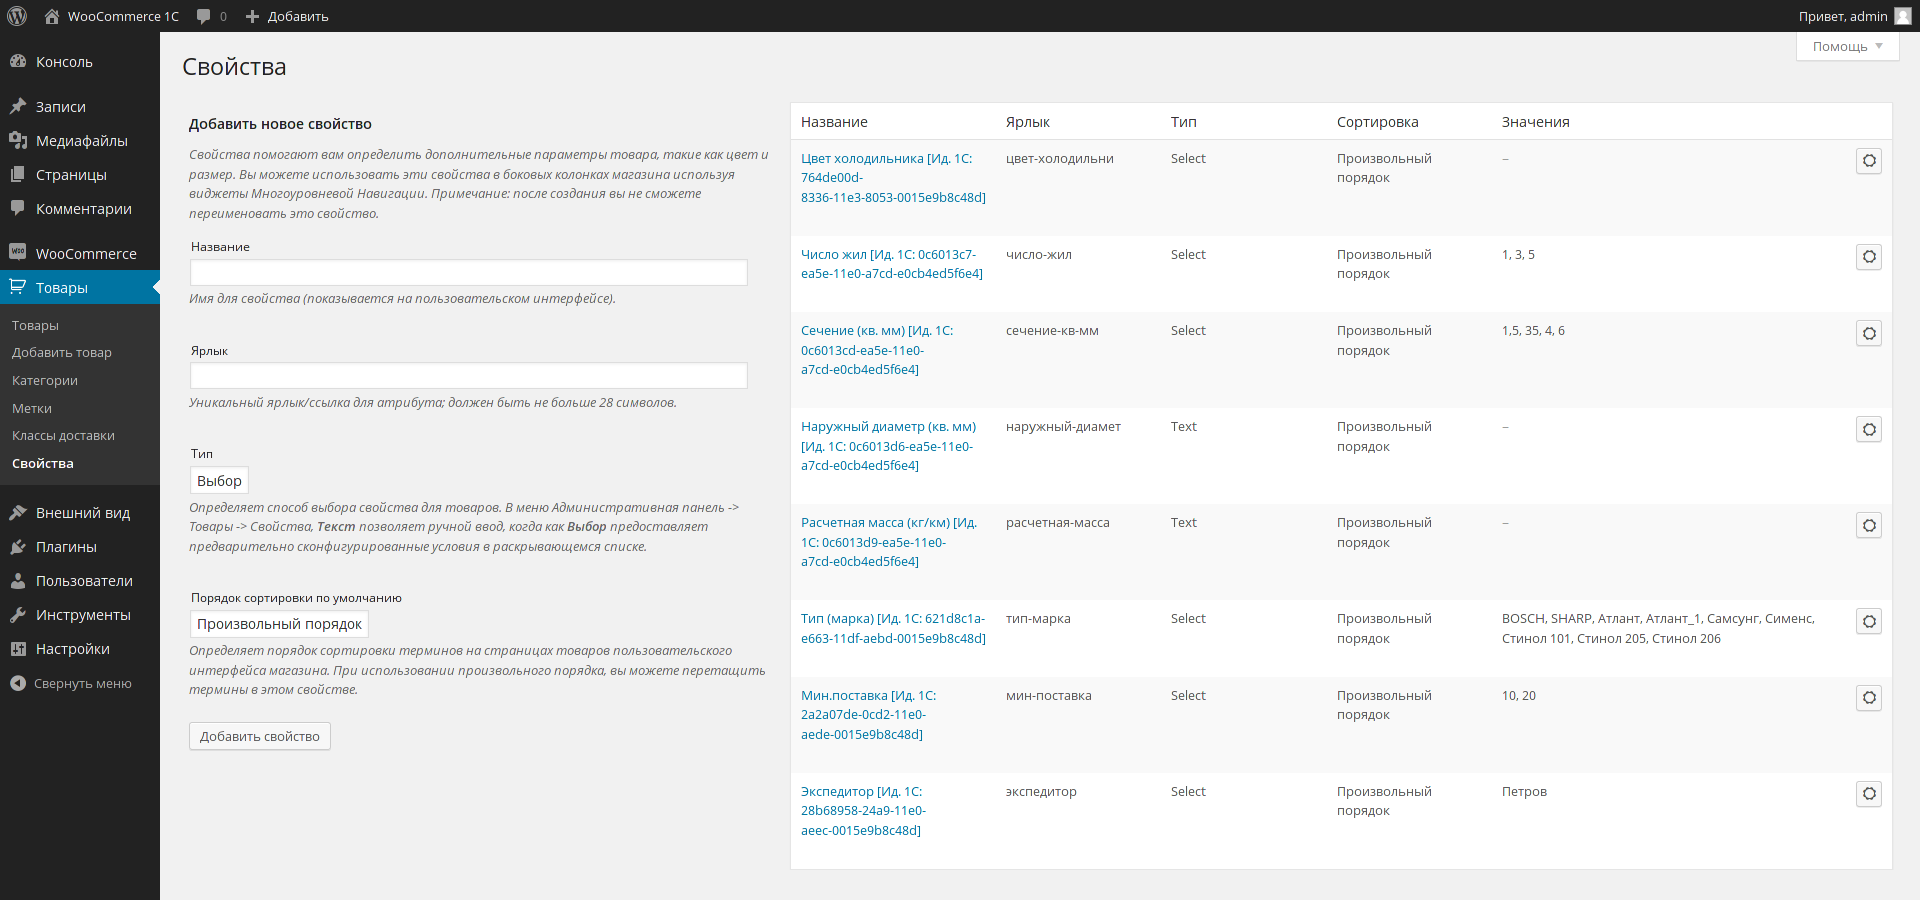 WooCommerce 1C
0
Добавить
Привет, admin
Помощь
Консоль
Записи
Медиафайлы
Страницы
Комментарии
WooCommerce
Товары
Товары
Добавить товар
Категории
Метки
Классы доставки
Свойства
Внешний вид
Плагины
Пользователи
Инструменты
Настройки
Свернуть меню
Свойства
Добавить новое свойство
Свойства помогают вам определить дополнительные параметры товара, такие как цвет и
размер. Вы можете использовать эти свойства в боковых колонках магазина используя
виджеты Многоуровневой Навигации. Примечание: после создания вы не сможете
переименовать это свойство.
Название
Имя для свойства (показывается на пользовательском интерфейсе).
Ярлык
Уникальный ярлык/ссылка для атрибута; должен быть не больше 28 символов.
Тип
Выбор
Определяет способ выбора свойства для товаров. В меню Административная панель ->
Товары -> Свойства, Текст позволяет ручной ввод, когда как Выбор предоставляет
предварительно сконфигурированные условия в раскрывающемся списке.
Порядок сортировки по умолчанию
Произвольный порядок
Определяет порядок сортировки терминов на страницах товаров пользовательского
интерфейса магазина. При использовании произвольного порядка, вы можете перетащить
термины в этом свойстве.
Добавить свойство
Название Ярлык Тип Сортировка Значения
Цвет холодильника [Ид. 1С: цвет-холодильни Select Произвольный –
764de00d- порядок
8336-11e3-8053-0015e9b8c48d]
Число жил [Ид. 1С: 0c6013c7- число-жил Select Произвольный 1, 3, 5
ea5e-11e0-a7cd-e0cb4ed5f6e4] порядок
Сечение (кв. мм) [Ид. 1С: сечение-кв-мм Select Произвольный 1,5, 35, 4, 6
0c6013cd-ea5e-11e0- порядок
a7cd-e0cb4ed5f6e4]
Наружный диаметр (кв. мм) наружный-диамет Text Произвольный –
[Ид. 1С: 0c6013d6-ea5e-11e0- порядок
a7cd-e0cb4ed5f6e4]
Расчетная масса (кг/км) [Ид. расчетная-масса Text Произвольный –
1С: 0c6013d9-ea5e-11e0- порядок
a7cd-e0cb4ed5f6e4]
Тип (марка) [Ид. 1С: 621d8c1a- тип-марка Select Произвольный BOSCH, SHARP, Атлант, Атлант_1, Самсунг, Сименс,
e663-11df-aebd-0015e9b8c48d] порядок Стинол 101, Стинол 205, Стинол 206
Мин.поставка [Ид. 1С: мин-поставка Select Произвольный 10, 20
2a2a07de-0cd2-11e0- порядок
aede-0015e9b8c48d]
Экспедитор [Ид. 1С: экспедитор Select Произвольный Петров
28b68958-24a9-11e0- порядок
aeec-0015e9b8c48d]